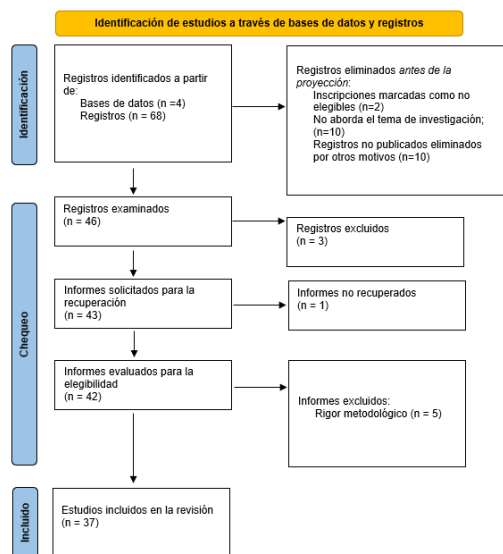 Identificación de estudios a través de bases de datos y registros
Identificación
Registros identificados a partir
de:
Bases de datos (n =4)
Registros (n = 68)
Registros eliminados antes de la
proyección:
Inscripciones marcadas como no
elegibles (n=2)
No aborda el tema de investigación;
(n=10)
Registros no publicados eliminados
por otros motivos (n=10)
Chequeo
Registros examinados
(n = 46)
Registros excluidos
(n = 3)
Informes solicitados para la
recuperación
(n = 43)
Informes no recuperados
(n = 1)
Informes evaluados para la
elegibilidad
(n = 42)
Informes excluidos:
Rigor metodológico (n = 5)
Incluido
Estudios incluidos en la revisión
(n = 37)